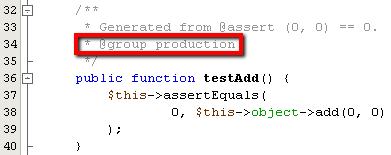 32 /**
33 * Generated from @assert (0, 0) == 0.
34 * @group production
35 */
36 public function testAdd() {
37 $this->assertEquals(
38 0, $this->object->add(0, 0)
39 );
40 }